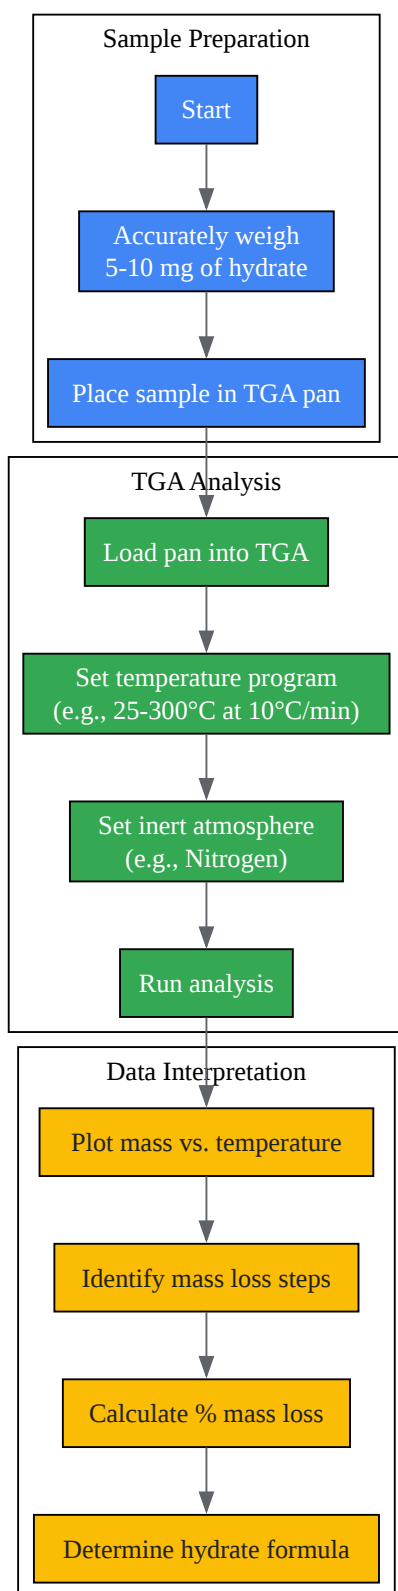 Sample Preparation
Start
Accurately weigh
5-10 mg of hydrate
Place sample in TGA pan
TGA Analysis
Load pan into TGA
Set temperature program
(e.g., 25-300°C at 10°C/min)
Set inert atmosphere
(e.g., Nitrogen)
Run analysis
Data Interpretation
Plot mass vs. temperature
Identify mass loss steps
Calculate % mass loss
Determine hydrate formula